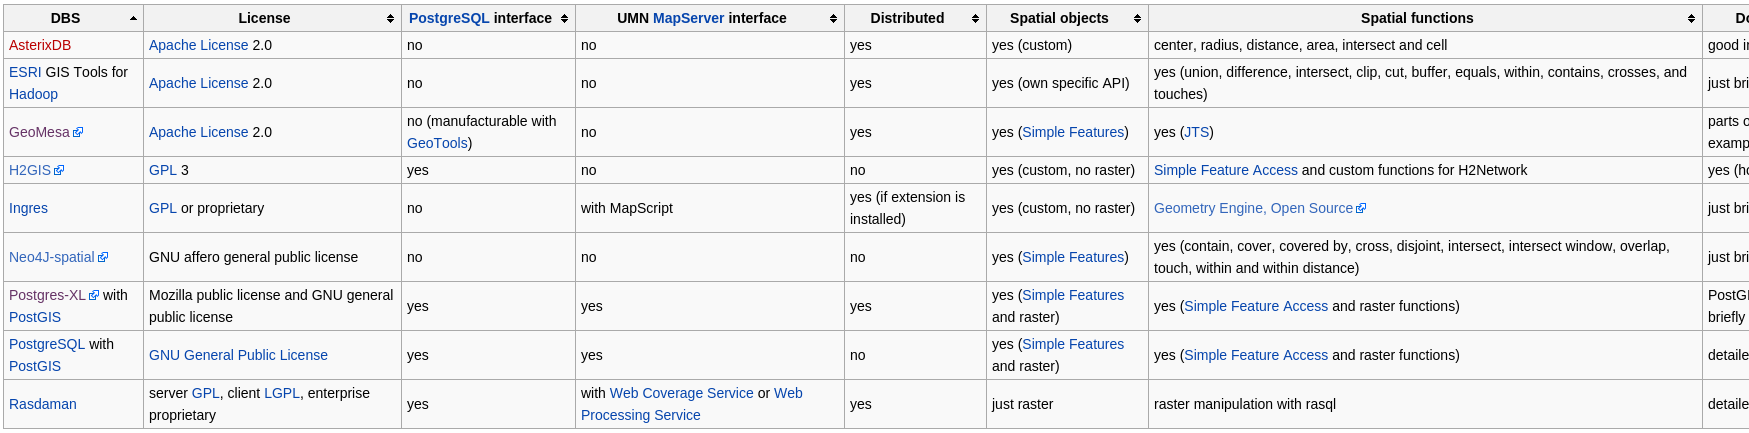 DBS License PostgreSQL interface UMN MapServer interface Distributed Spatial objects Spatial functions
AsterixDB Apache License 2.0 no no yes yes (custom) center, radius, distance, area, intersect and cell good
ESRI GIS Tools for
Hadoop Apache License 2.0 no no yes yes (own specific API) yes (union, difference, intersect, clip, cut, buffer, equals, within, contains, crosses, and
touches) just
GeoMesa Apache License 2.0 no (manufacturable with
GeoTools) no yes yes (Simple Features) yes (JTS) parts
H2GIS GPL 3 yes no no yes (custom, no raster) Simple Feature Access and custom functions for H2Network yes
Ingres GPL or proprietary no with MapScript yes (if extension is
installed) yes (custom, no raster) Geometry Engine, Open Source just
Neo4J-spatial GNU affero general public license no no no yes (Simple Features) yes (contain, cover, covered by, cross, disjoint, intersect, intersect window, overlap,
touch, within and within distance) just
Postgres-XL with
PostGIS Mozilla public license and GNU general
public license yes yes yes yes (Simple Features
and raster) yes (Simple Feature Access and raster functions) briefly
PostgreSQL with
PostGIS GNU General Public License yes yes no yes (Simple Features
and raster) yes (Simple Feature Access and raster functions)
Rasdaman server GPL, client LGPL, enterprise
proprietary yes with Web Coverage Service or Web
Processing Service yes just raster raster manipulation with rasql